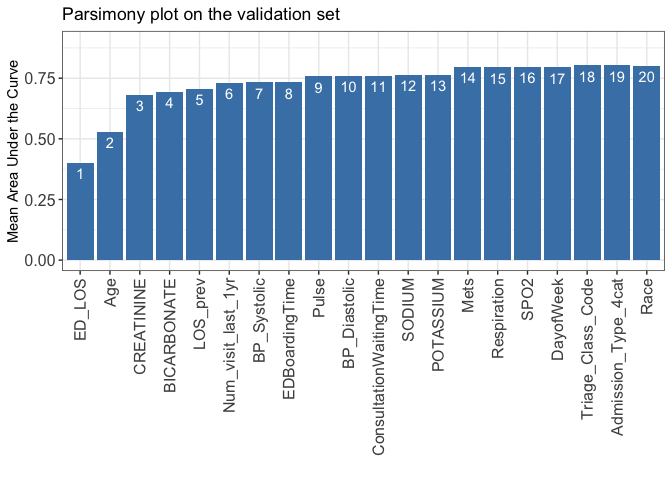 Parsimony plot on the validation set
Mean Area Under the Curve
0.75
0.50
0.25
0.00
1
2
3
4
5
6
7
8
9
10
11
12
13
14
15
16
17
18
19
20
ED_LOS
Age
CREATININE
BICARBONATE
LOS_prev
Num_visit_last_1yr
BP_Systolic
EDBoardingTime
Pulse
BP_Diastolic
ConsultationWaitingTime
SODIUM
POTASSIUM
Mets
Respiration
SPO2
DayofWeek
Triage_Class_Code
Admission_Type_4cat
Race